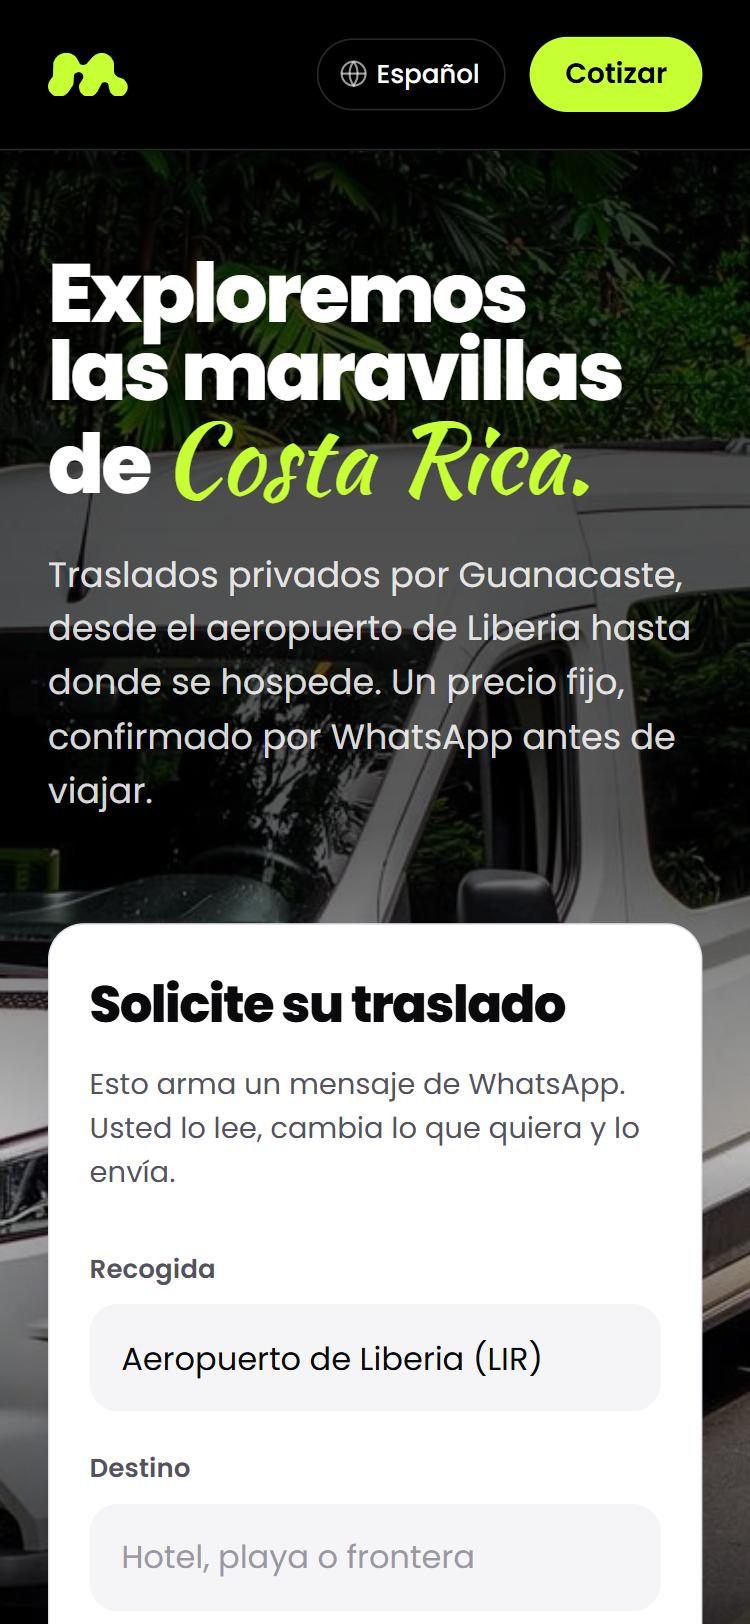 Español
Cotizar
Exploremos
las maravillas
de Costa Rica.
Traslados privados por Guanacaste,
desde el aeropuerto de Liberia hasta
donde se hospede. Un precio fijo,
confirmado por WhatsApp antes de
viajar.
Solicite su traslado
Esto arma un mensaje de WhatsApp.
Usted lo lee, cambia lo que quiera y lo
envía.
Recogida
Aeropuerto de Liberia (LIR)
Destino
Hotel, playa o frontera